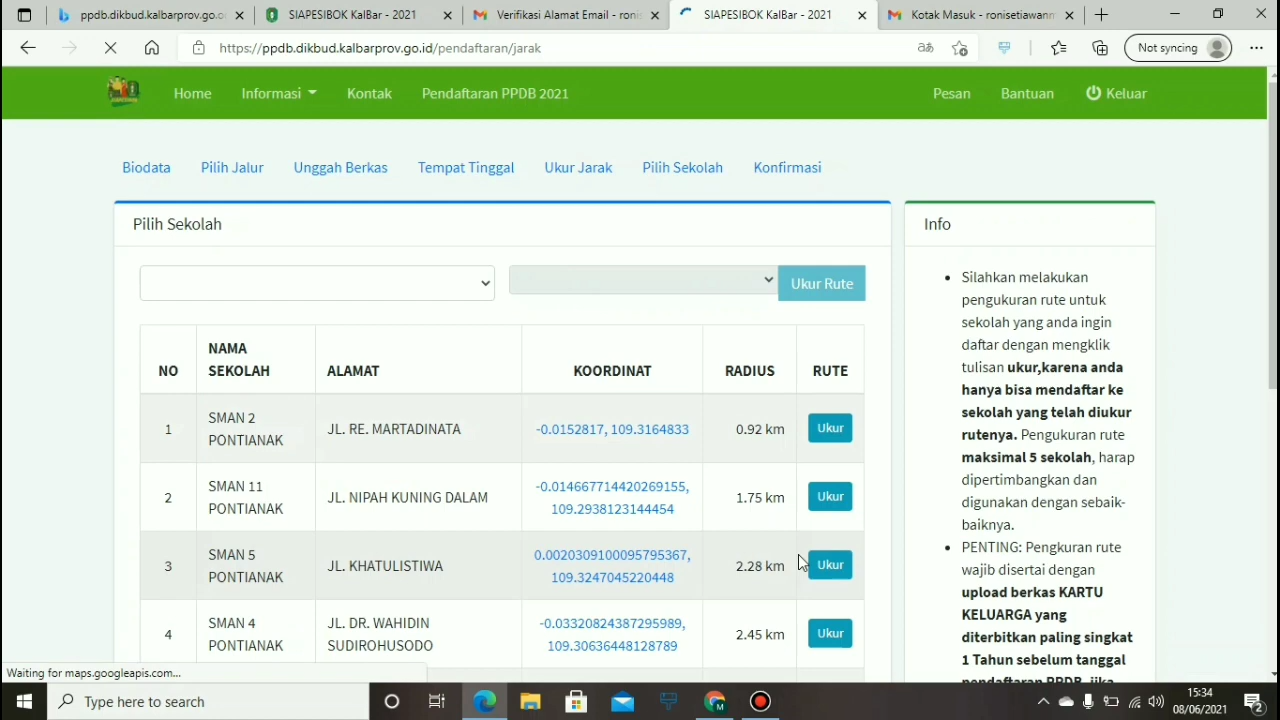 ppdb.dikbud.kalbarprov.go.o
SIAPESIBOK KalBar - 2021
Verifikasi Alamat Email - ronis
SIAPESIBOK KalBar - 2021
Kotak Masuk - ronisetiawanm
https://ppdb.dikbud.kalbarprov.go.id/pendaftaran/jarak
Not syncing
Home
Informasi
Kontak
Pendaftaran PPDB 2021
Pesan
Bantuan
Keluar
Biodata
Pilih Jalur
Unggah Berkas
Tempat Tinggal
Ukur Jarak
Pilih Sekolah
Konfirmasi
Pilih Sekolah
Ukur Rute
NO
NAMA
SEKOLAH
ALAMAT
KOORDINAT
RADIUS
RUTE
1
SMAN 2
PONTIANAK
JL. RE. MARTADINATA
-0.0152817, 109.3164833
0.92 km
Ukur
2
SMAN 11
PONTIANAK
JL. NIPAH KUNING DALAM
-0.014667714420269155,
109.2938123144454
1.75 km
Ukur
3
SMAN 5
PONTIANAK
JL. KHATULISTIWA
0.0020309100095795367,
109.3247045220448
2.28 km
Ukur
4
SMAN 4
PONTIANAK
JL. DR. WAHIDIN
SUDIROHUSODO
-0.03320824387295989,
109.30636448128789
2.45 km
Ukur
Info
Silahkan melakukan
pengukuran rute untuk
sekolah yang anda ingin
daftar dengan mengklik
tulisan ukur,karena anda
hanya bisa mendaftar ke
sekolah yang telah diukur
rutenya. Pengukuran rute
maksimal 5 sekolah, harap
dipertimbangkan dan
digunakan dengan sebaik-
baiknya.
PENTING: Pengkuran rute
wajib disertai dengan
upload berkas KARTU
KELUARGA yang
diterbitkan paling singkat
1 Tahun sebelum tanggal
pendaftaran PPDB, jika
Waiting for maps.googleapis.com...
Type here to search
15:34
08/06/2021
2